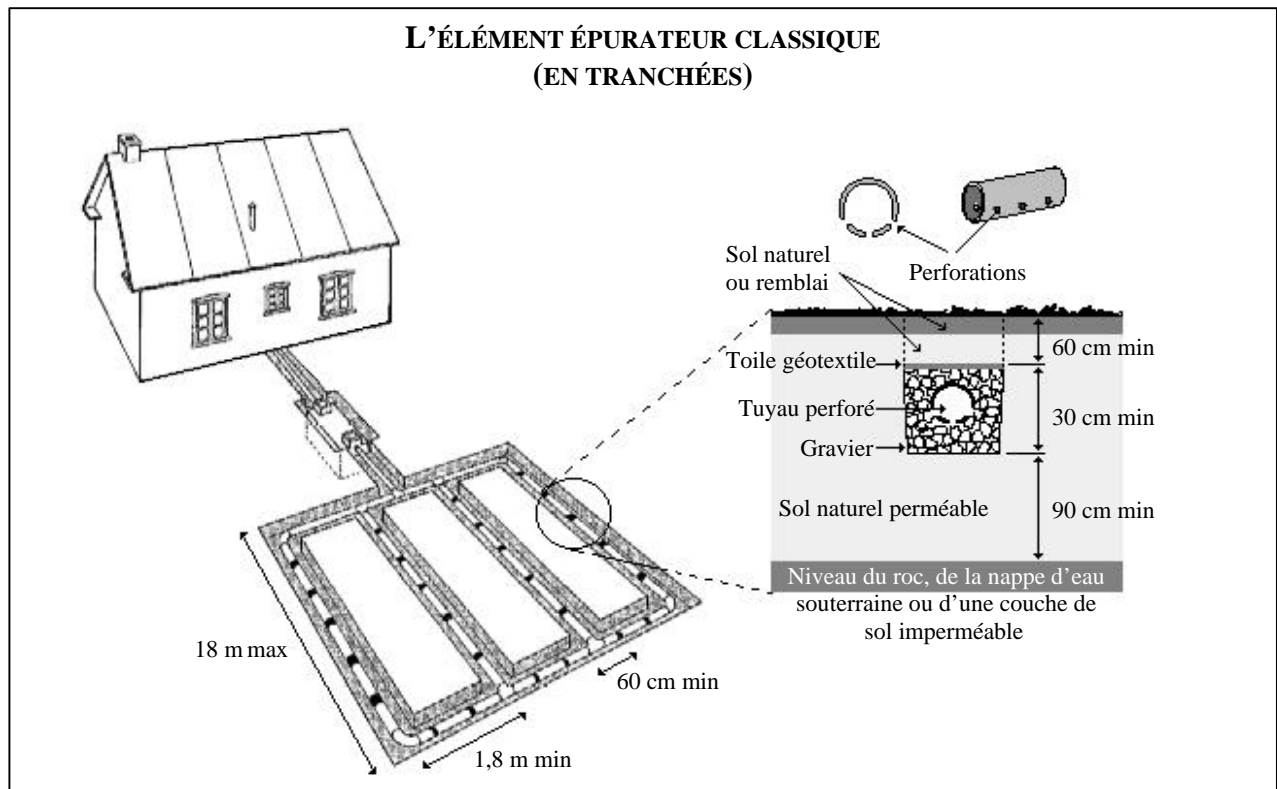 L'ÉLÉMENT ÉPURATEUR CLASSIQUE
(EN TRANCHÉES)
Sol naturel
ou remblai
Perforations
60 cm min
Toile géotextile
Tuyau perforé
30 cm min
Gravier
Sol naturel perméable
90 cm min
Niveau du roc, de la nappe d'eau
souterraine ou d'une couche de
sol imperméable
18 m max
60 cm min
1,8 m min